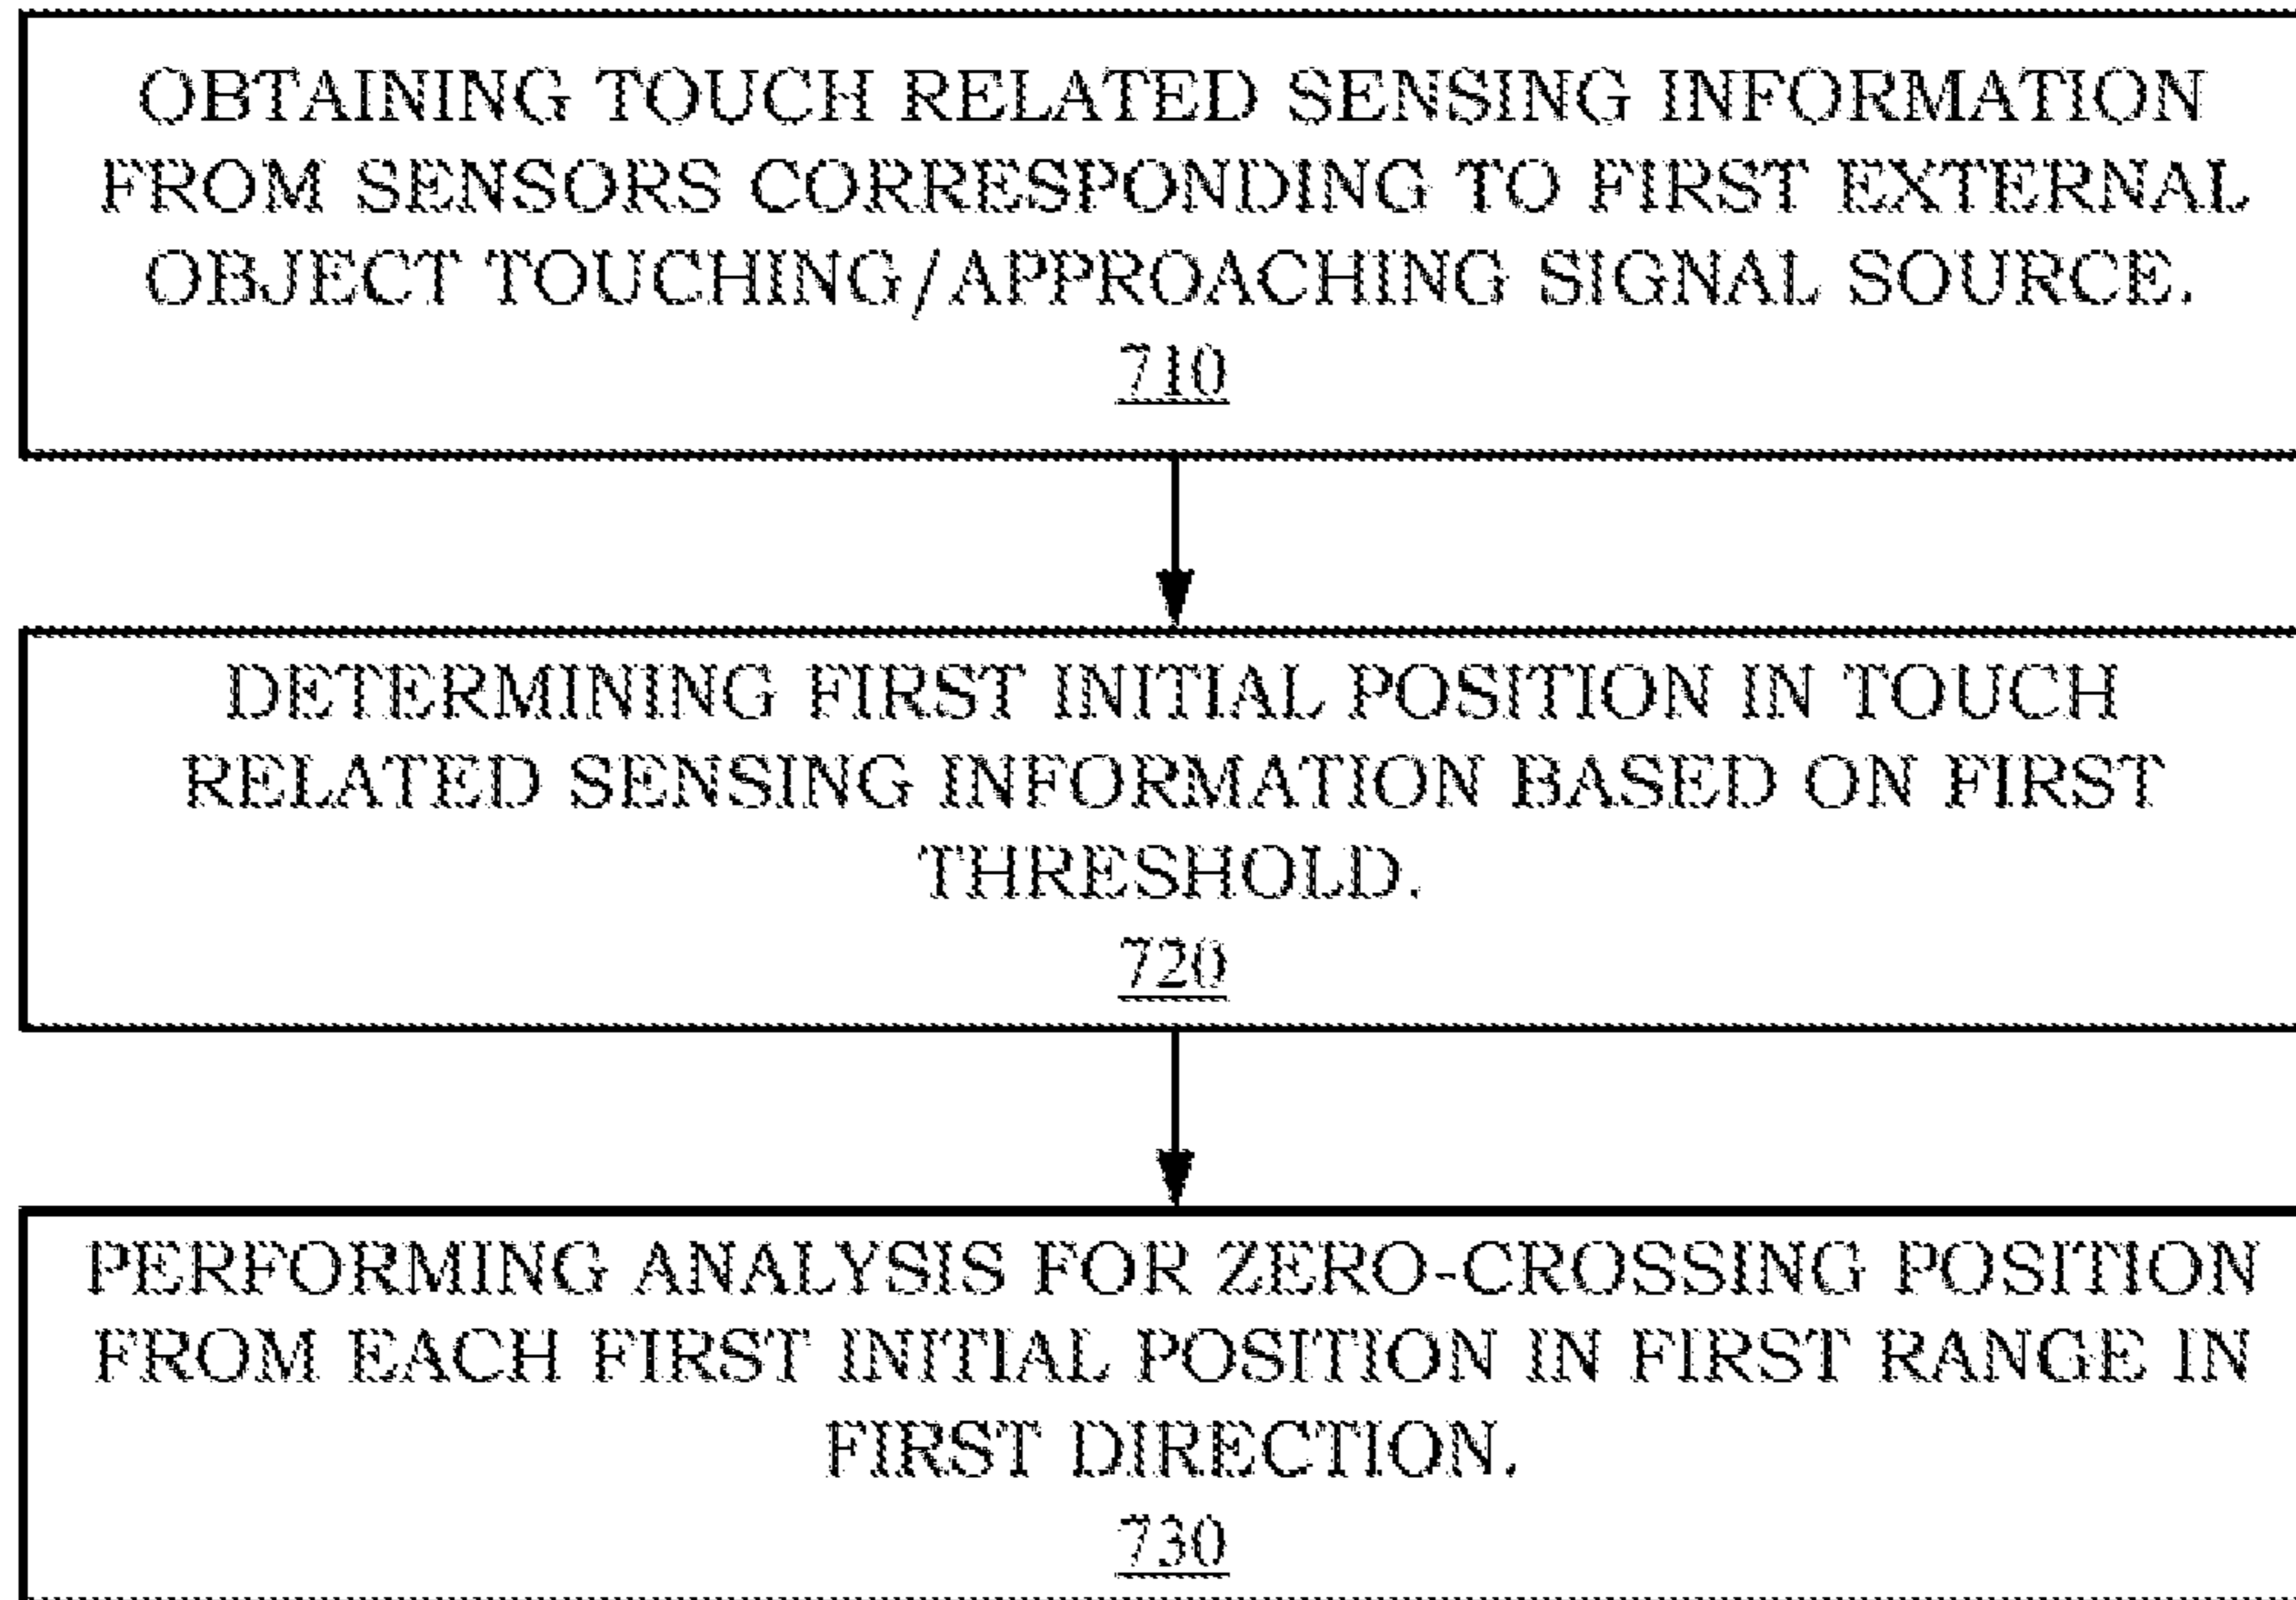 OBTAINING TOUCH RELATED SENSING INFORMATION
FROM SENSORS CORRESPONDING TO FIRST EXTERNAL
OBJECT TOUCHING/APPROACHING SIGNAL SOURCE.
710
DETERMINING FIRST INITIAL POSITION IN TOUCH
RELATED SENSING INFORMATION BASED ON FIRST
THRESHOLD.
720
PERFORMING ANALYSIS FOR ZERO-CROSSING POSITION
FROM EACH FIRST INITIAL POSITION IN FIRST RANGE IN
FIRST DIRECTION.
730